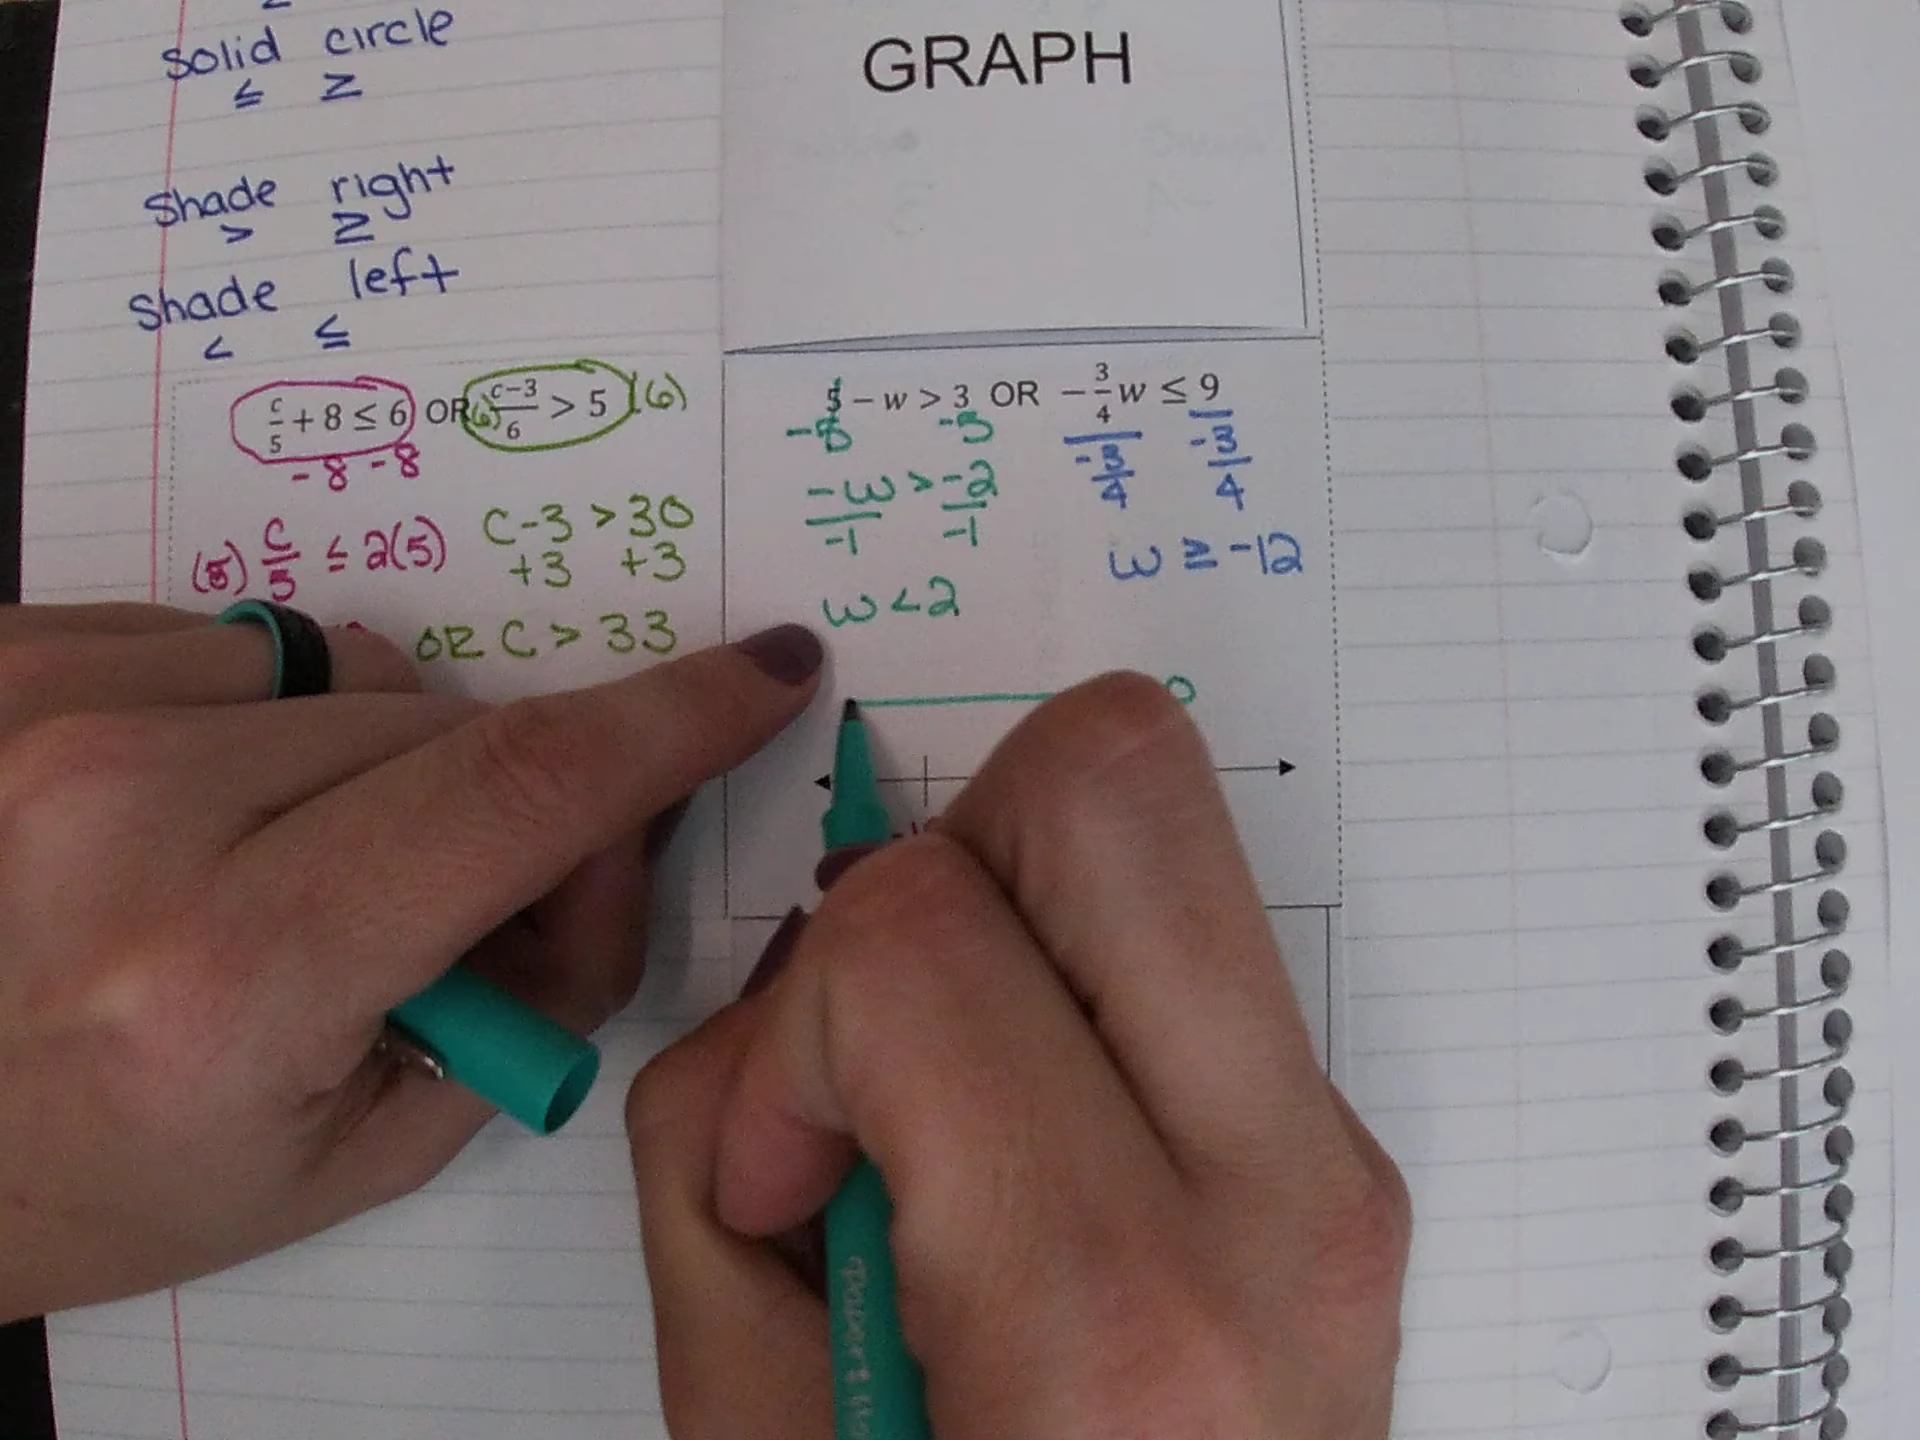 Solid circle
≤ ≥
Shade right
> ≥
Shade left
< ≤
GRAPH
c/5 + 8 ≤ 6 OR (6) c−3/6 > 5 (6)
-8 -8
(5) c/5 ≤ 2(5)
c-3 > 30
+3 +3
OR c > 33
5 − w > 3 OR −3/4 w ≤ 9
-5 -3/4 -3/4
-w > -2
-1 -1
w < 2
w ≥ -12